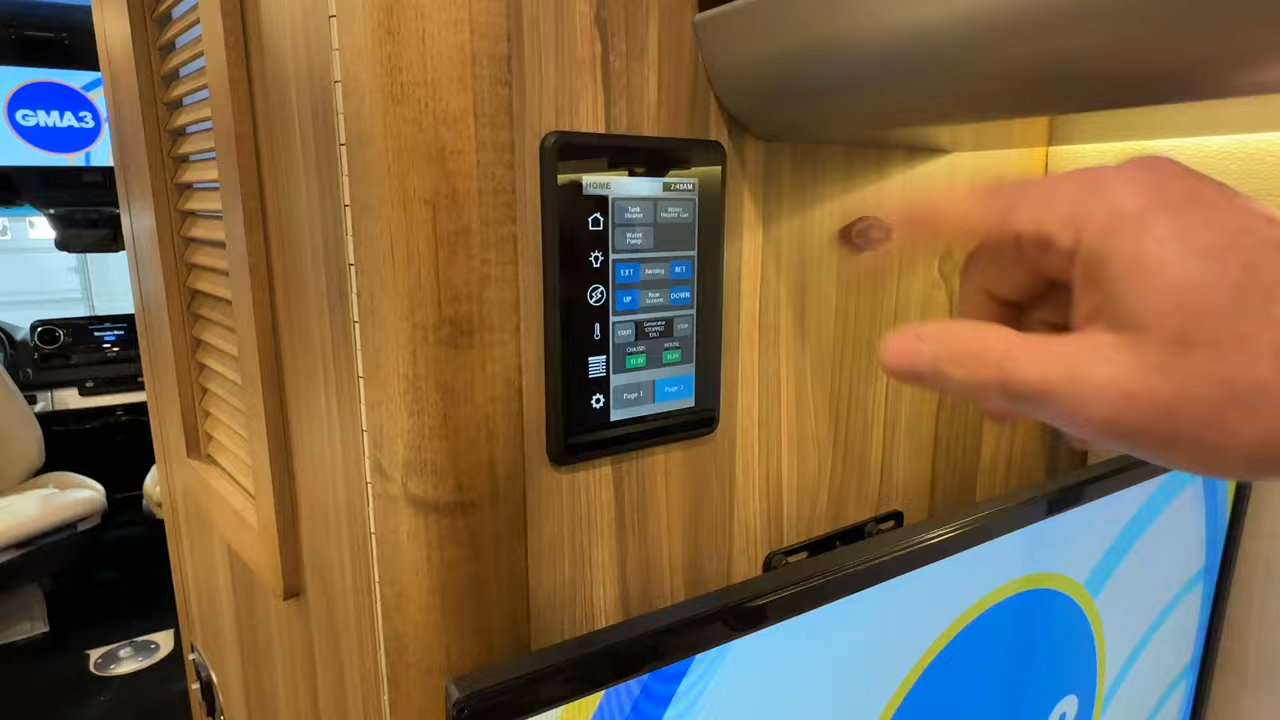 GMA3
HOME 2:48AM
Tank
Heater
Water
Heater Gas
Water
Pump
EXT Awning RET
UP Rear
Screen DOWN
START Generator
STOPPED STOP
CHASSIS HOUSE
Page 1 Page 2